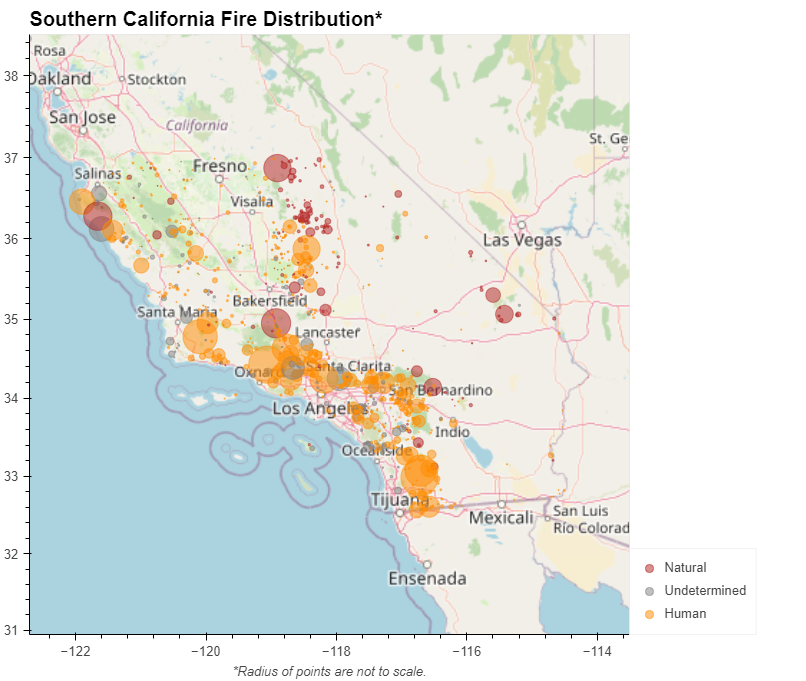 Southern California Fire Distribution*
Rosa
Oakland
Stockton
San Jose
California
St. Ge
Salinas
Fresno
Visalia
Las Vegas
Bakersfield
Santa Maria
Lancaster
Oxnard
Santa Clarita
San Bernardino
Los Angeles
Indio
Oceanside
Tijuana
Mexicali
San Luis
Río Colorad
Ensenada
38
37
36
35
34
33
32
31
−122
−120
−118
−116
−114
Natural
Undetermined
Human
*Radius of points are not to scale.